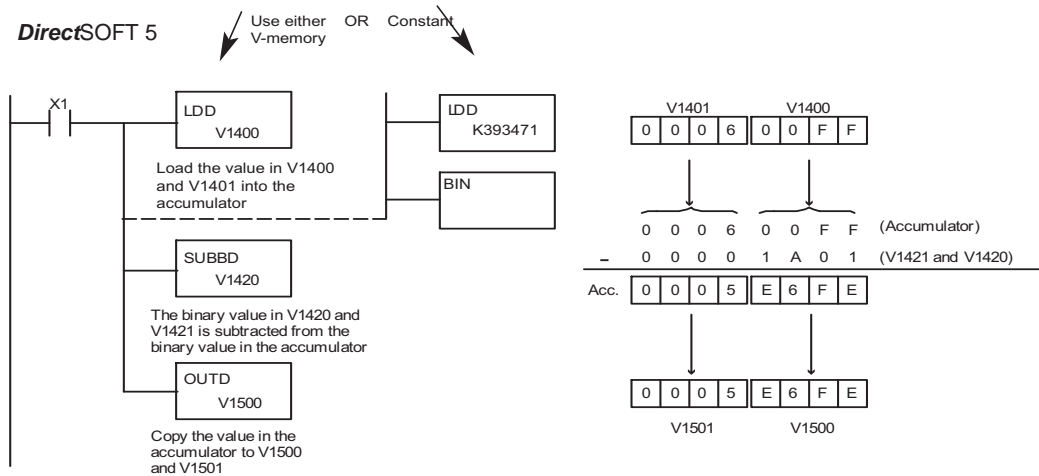 DirectSOFT 5
Use either OR Constant
V-memory
X1
LDD
V1400
Load the value in V1400
and V1401 into the
accumulator
SUBBD
V1420
The binary value in V1420 and
V1421 is subtracted from the
binary value in the accumulator
OUTD
V1500
Copy the value in the
accumulator to V1500
and V1501
LDD
K393471
BIN
V1401 V1400
0 0 0 6 0 0 F F
0 0 0 6 0 0 F F (Accumulator)
– 0 0 0 0 1 A 0 1 (V1421 and V1420)
Acc. 0 0 0 5 E 6 F E
0 0 0 5 E 6 F E
V1501 V1500